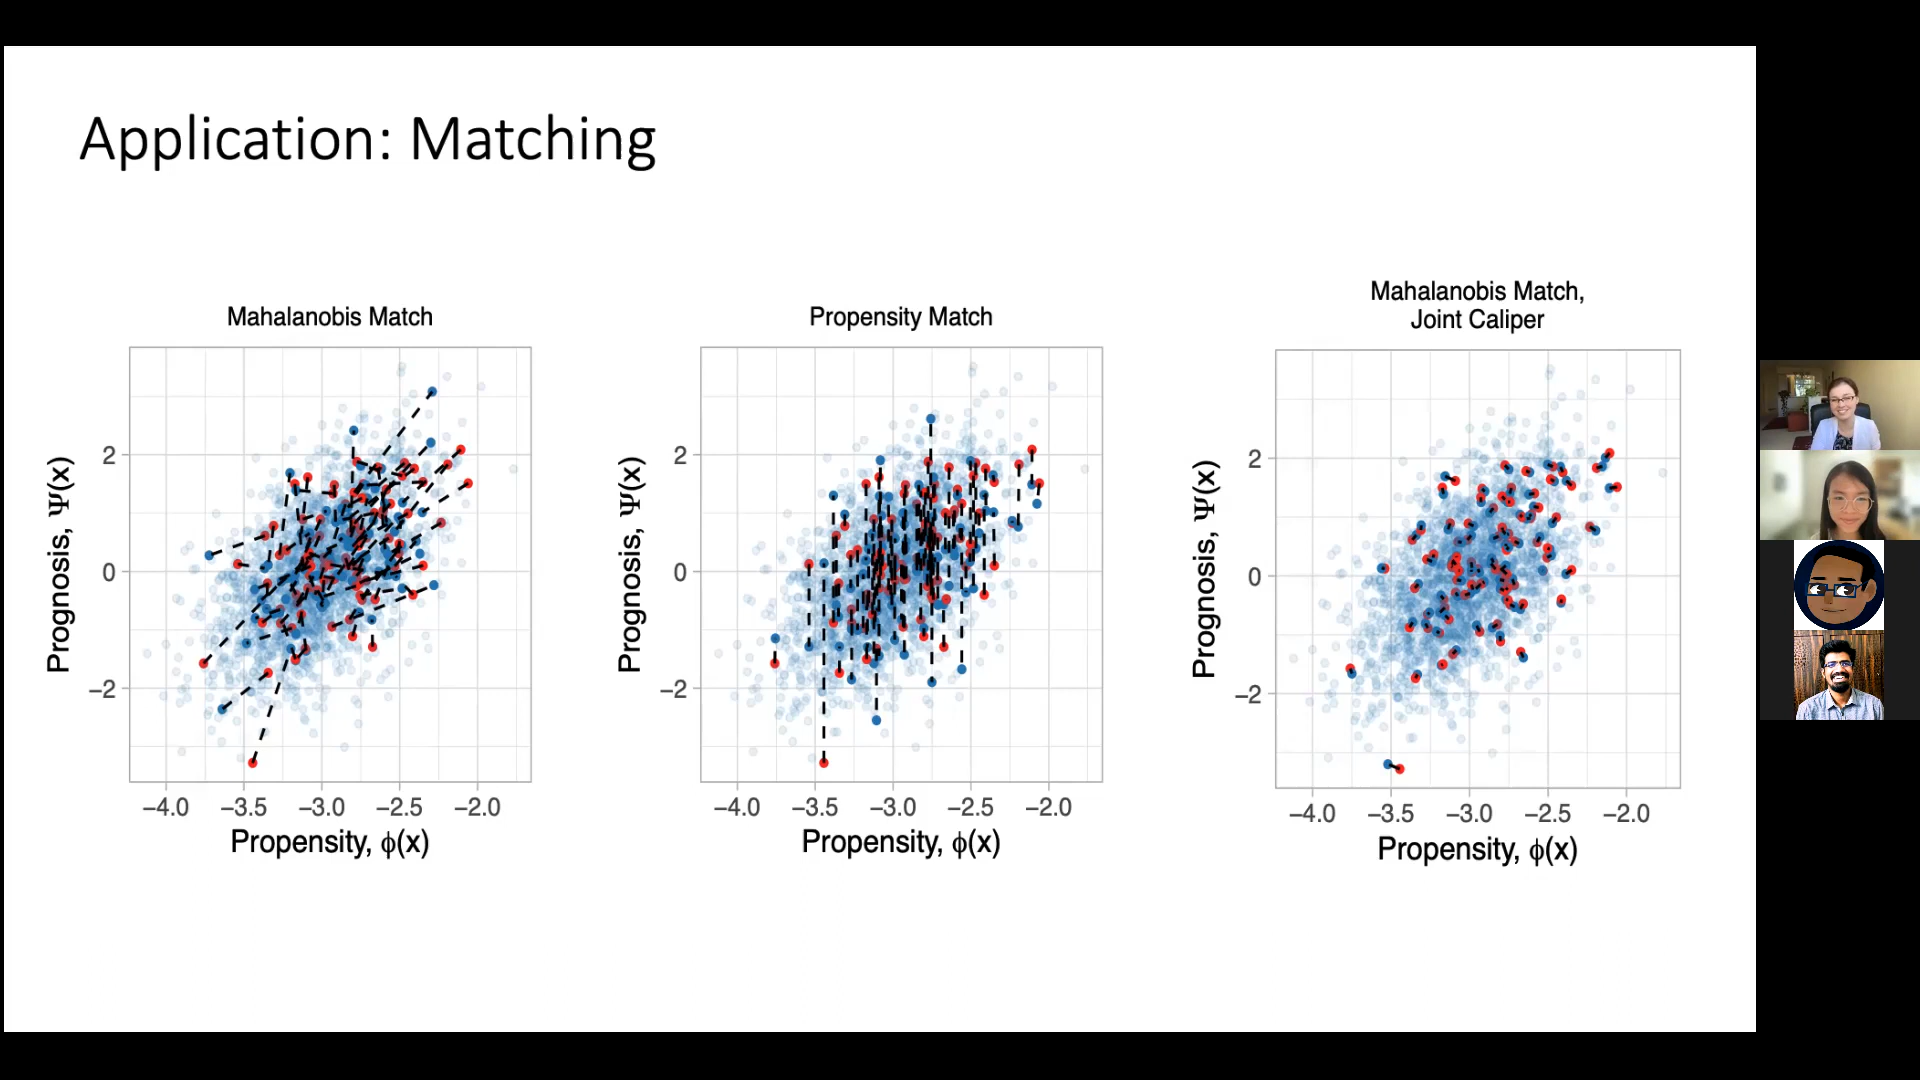 Application: Matching
Mahalanobis Match
Prognosis, Ψ(x)
2
0
−2
−4.0 −3.5 −3.0 −2.5 −2.0
Propensity, ϕ(x)
Propensity Match
Prognosis, Ψ(x)
2
0
−2
−4.0 −3.5 −3.0 −2.5 −2.0
Propensity, ϕ(x)
Mahalanobis Match,
Joint Caliper
Prognosis, Ψ(x)
2
0
−2
−4.0 −3.5 −3.0 −2.5 −2.0
Propensity, ϕ(x)